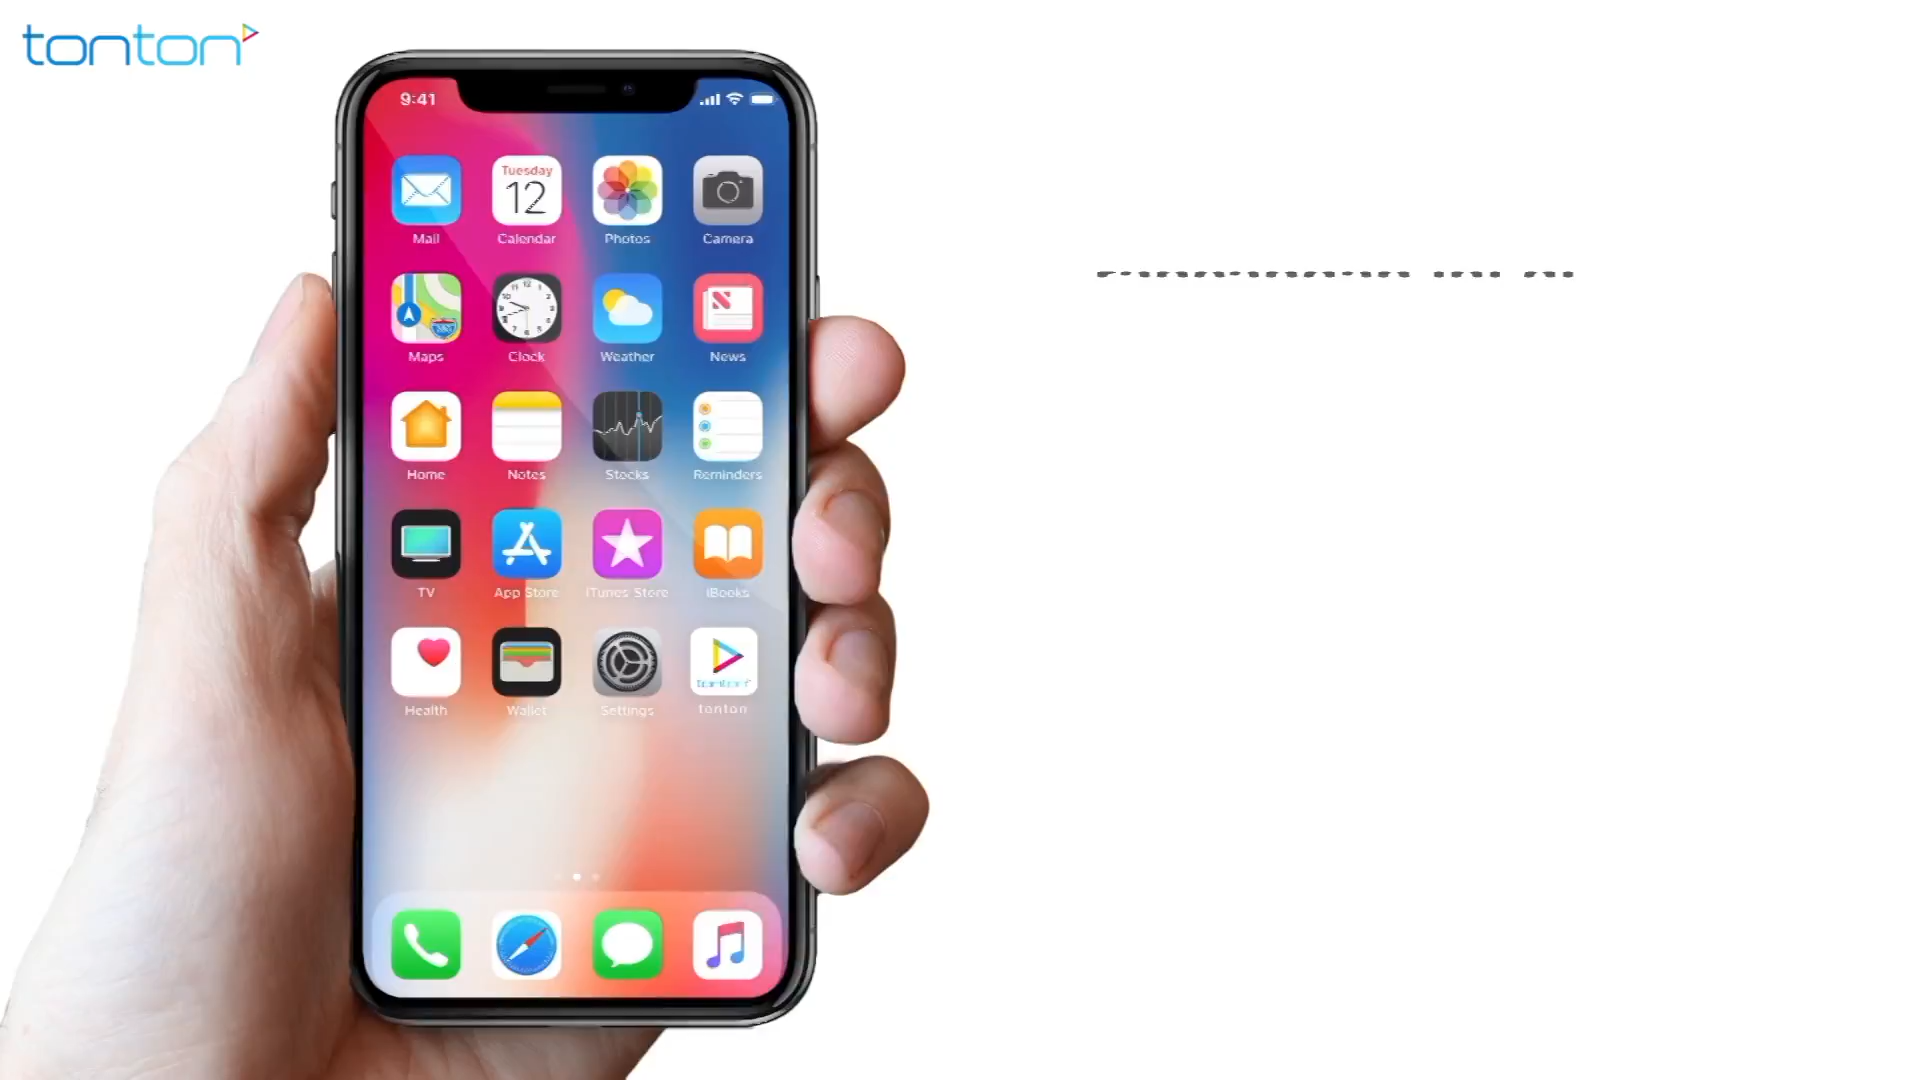 tonton
9:41
Tuesday
12
Mail Calendar Photos Camera
Maps Clock Weather News
Home Notes Stocks Reminders
TV App Store iTunes Store iBooks
tonton
Health Wallet Settings tonton